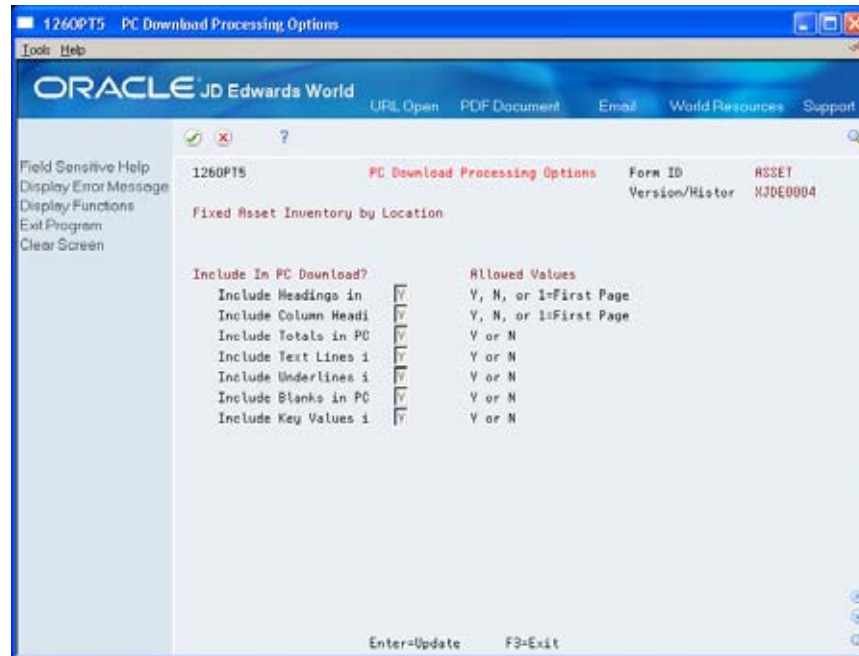 1260PT5 PC Download Processing Options
Tools Help
ORACLE JD Edwards World
URL Open PDF Document Email World Resources Support
?
Field Sensitive Help
Display Error Message
Display Functions
Exit Program
Clear Screen
1260PT5 PC Download Processing Options Form ID ASSET
Version/Histor XJDE0004
Fixed Asset Inventory by Location
Include In PC Download? Allowed Values
Include Headings in Y Y, N, or 1=First Page
Include Column Headi Y Y, N, or 1=First Page
Include Totals in PC Y Y or N
Include Text Lines i Y Y or N
Include Underlines i Y Y or N
Include Blanks in PC Y Y or N
Include Key Values i Y Y or N
Enter=Update F3=Exit